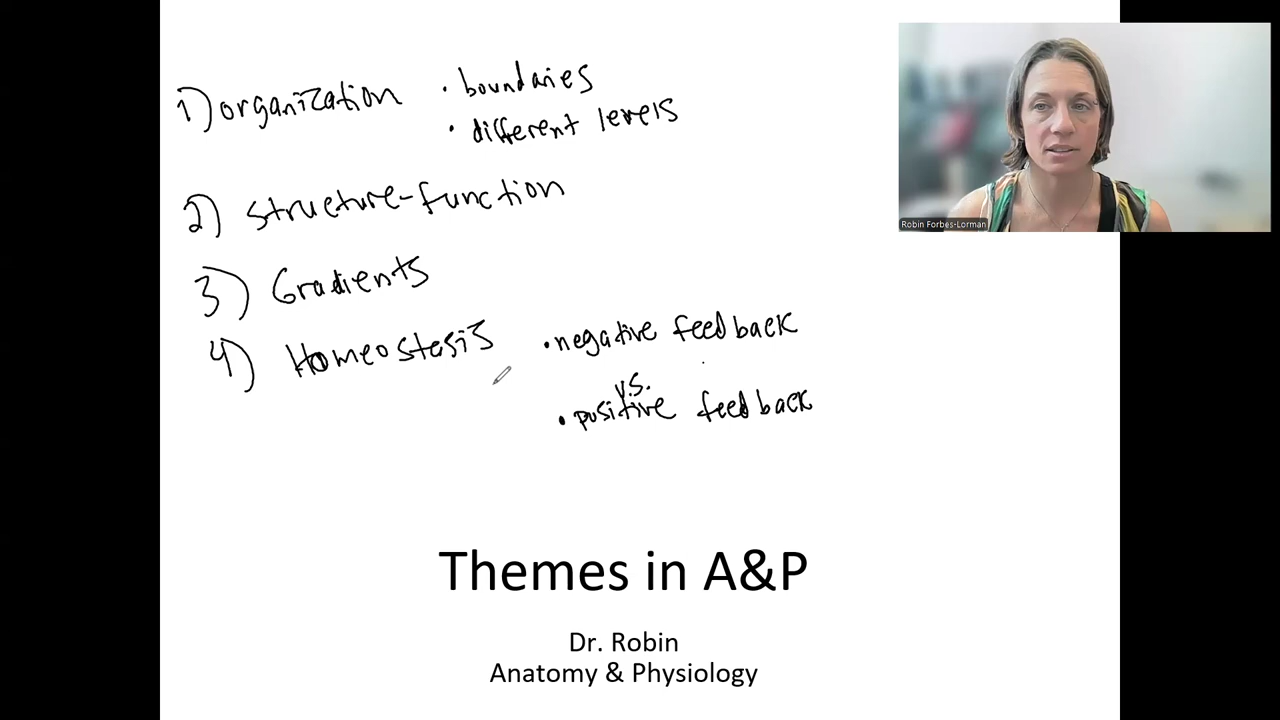 1) organization · boundaries
· different levels
2) structure-function
3) Gradients
4) Homeostasis · negative feedback
v.s.
· positive feedback
Robin Forbes-Lorman
Themes in A&P
Dr. Robin
Anatomy & Physiology